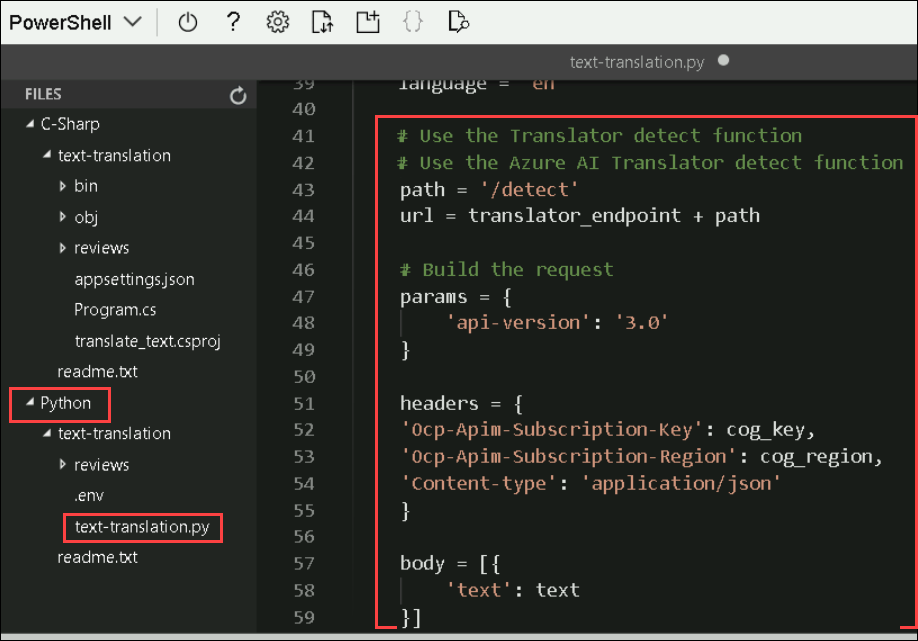 PowerShell
?
{}
text-translation.py
FILES
C-Sharp
text-translation
bin
obj
reviews
appsettings.json
Program.cs
translate_text.csproj
readme.txt
Python
text-translation
reviews
.env
text-translation.py
readme.txt
39 language = 'en'
40
41 # Use the Translator detect function
42 # Use the Azure AI Translator detect function
43 path = '/detect'
44 url = translator_endpoint + path
45
46 # Build the request
47 params = {
48 'api-version': '3.0'
49 }
50
51 headers = {
52 'Ocp-Apim-Subscription-Key': cog_key,
53 'Ocp-Apim-Subscription-Region': cog_region,
54 'Content-type': 'application/json'
55 }
56
57 body = [{
58 'text': text
59 }]